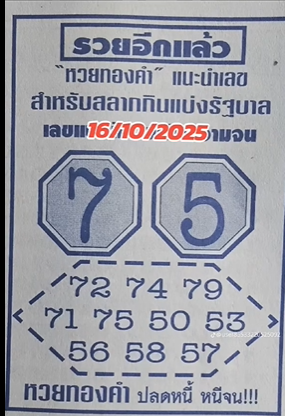 รวยอีกแล้ว
"หวยทองคำ" แนะนำเลข
สำหรับสลากกินแบ่งรัฐบาล
16/10/2025
7 5
72 74 79
71 75 50 53
56 58 57
หวยทองคำ ปลดหนี้ หนีจน!!!